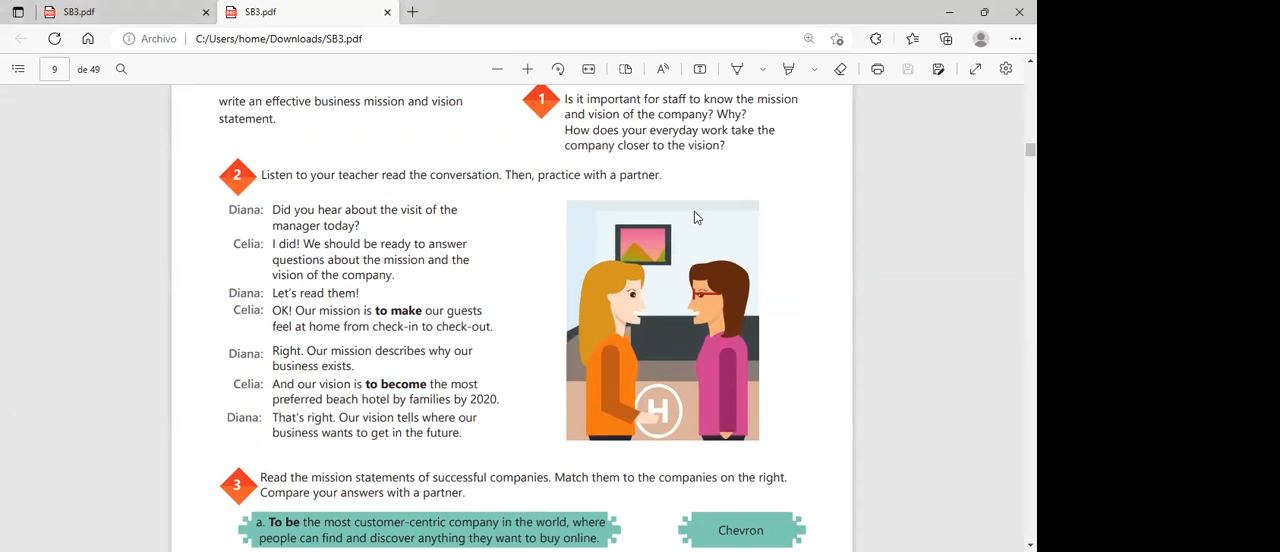 SB3.pdf
SB3.pdf
Archivo
C:/Users/home/Downloads/SB3.pdf
9 de 49
write an effective business mission and vision
statement.
1
Is it important for staff to know the mission
and vision of the company? Why?
How does your everyday work take the
company closer to the vision?
2
Listen to your teacher read the conversation. Then, practice with a partner.
Diana: Did you hear about the visit of the
manager today?
Celia: I did! We should be ready to answer
questions about the mission and the
vision of the company.
Diana: Let's read them!
Celia: OK! Our mission is to make our guests
feel at home from check-in to check-out.
Diana: Right. Our mission describes why our
business exists.
Celia: And our vision is to become the most
preferred beach hotel by families by 2020.
Diana: That's right. Our vision tells where our
business wants to get in the future.
H
3
Read the mission statements of successful companies. Match them to the companies on the right.
Compare your answers with a partner.
a. To be the most customer-centric company in the world, where
people can find and discover anything they want to buy online.
Chevron